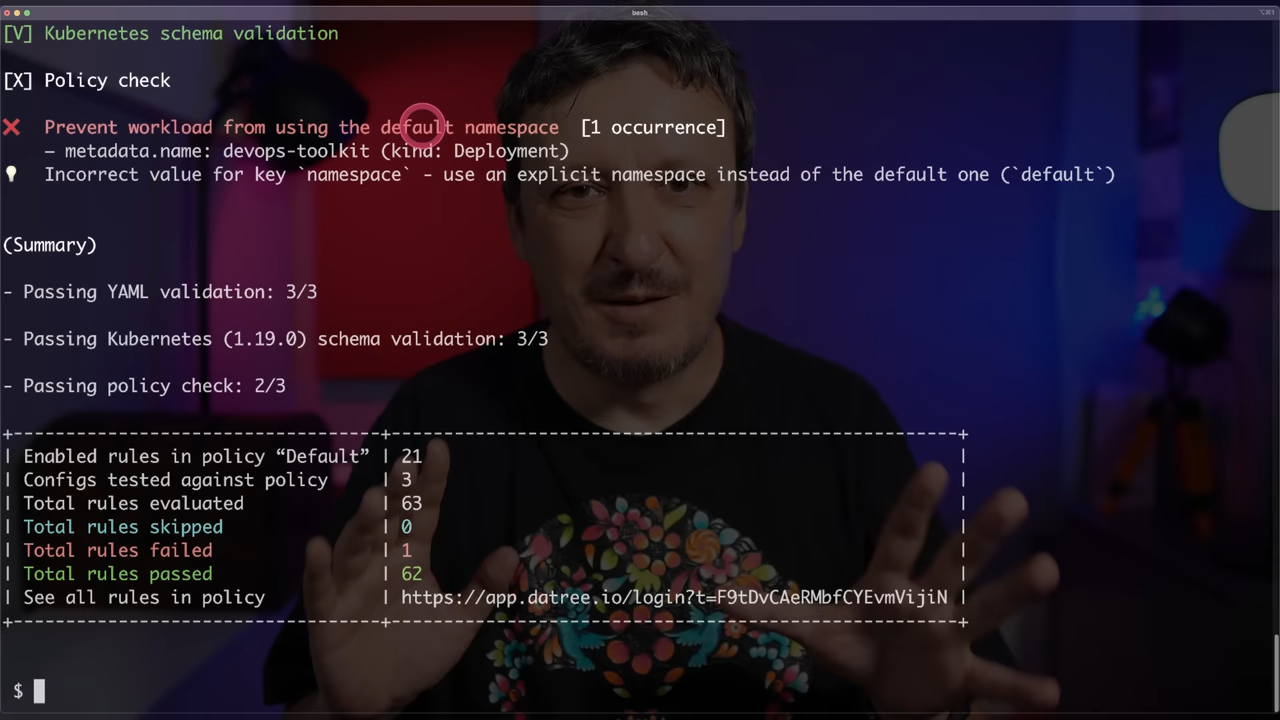 bash
⌥⌘1
[V] Kubernetes schema validation
[X] Policy check
❌ Prevent workload from using the default namespace [1 occurrence]
– metadata.name: devops-toolkit (kind: Deployment)
💡 Incorrect value for key `namespace` - use an explicit namespace instead of the default one (`default`)
(Summary)
- Passing YAML validation: 3/3
- Passing Kubernetes (1.19.0) schema validation: 3/3
- Passing policy check: 2/3
+-----------------------------------+------------------------------------------------------+
| Enabled rules in policy “Default” | 21 |
| Configs tested against policy | 3 |
| Total rules evaluated | 63 |
| Total rules skipped | 0 |
| Total rules failed | 1 |
| Total rules passed | 62 |
| See all rules in policy | https://app.datree.io/login?t=F9tDvCAeRMbfCYEvmVijiN |
+-----------------------------------+------------------------------------------------------+
$